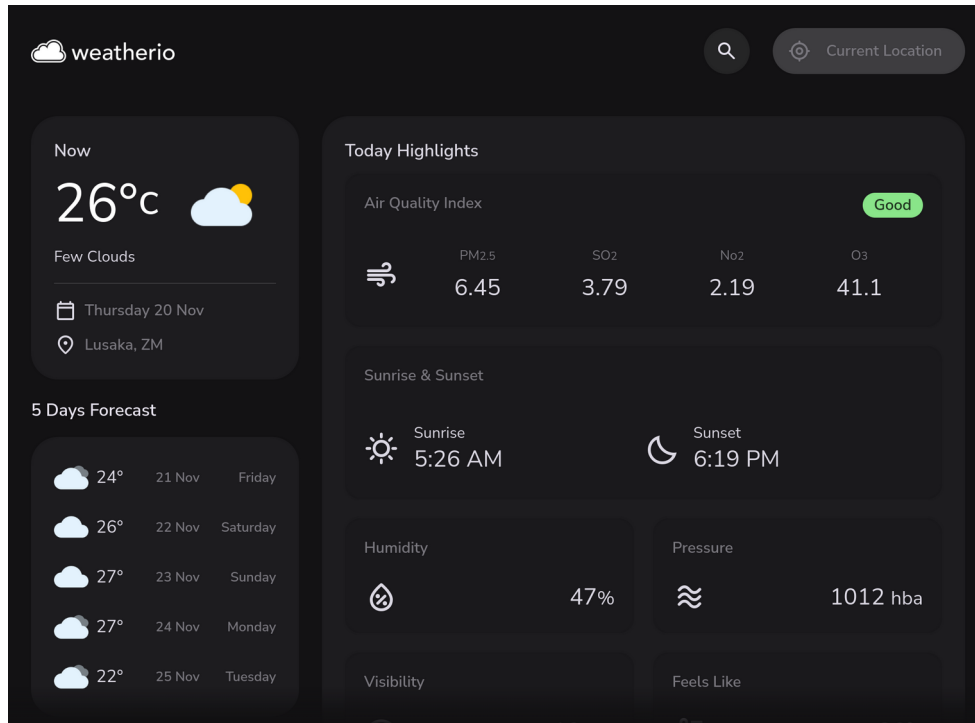 weatherio
Current Location
Now
26°c
Few Clouds
Thursday 20 Nov
Lusaka, ZM
5 Days Forecast
24° 21 Nov Friday
26° 22 Nov Saturday
27° 23 Nov Sunday
27° 24 Nov Monday
22° 25 Nov Tuesday
Today Highlights
Air Quality Index
Good
PM2.5 SO2 No2 O3
6.45 3.79 2.19 41.1
Sunrise & Sunset
Sunrise
5:26 AM
Sunset
6:19 PM
Humidity
47%
Pressure
1012 hba
Visibility
Feels Like